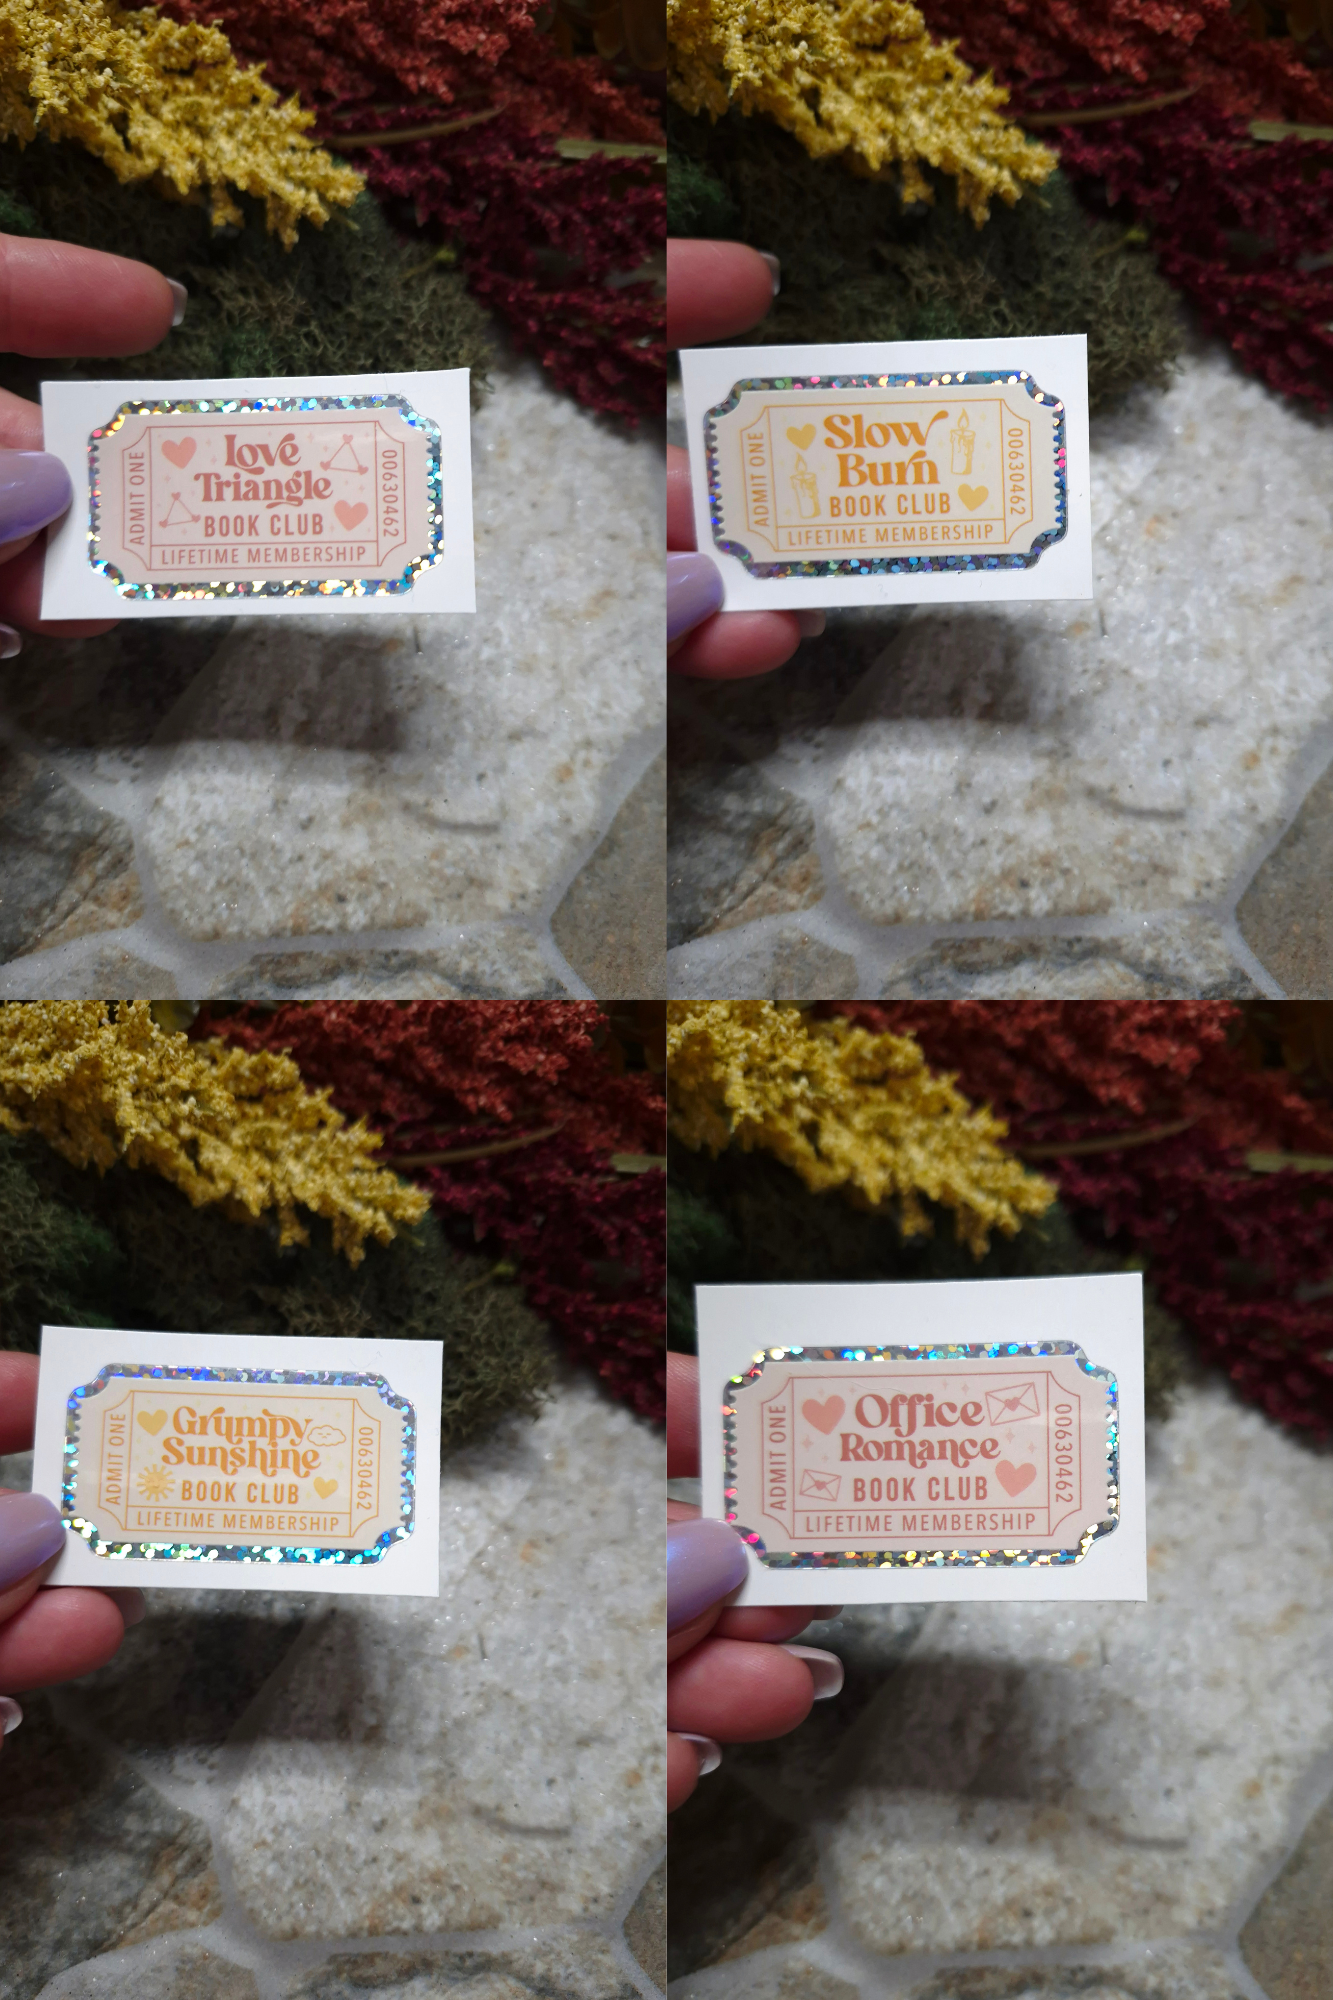 ADMIT ONE
Love
Triangle
BOOK CLUB
LIFETIME MEMBERSHIP
00630462
ADMIT ONE
Slow
Burn
BOOK CLUB
LIFETIME MEMBERSHIP
00630462
ADMIT ONE
Grumpy
Sunshine
BOOK CLUB
LIFETIME MEMBERSHIP
00630462
ADMIT ONE
Office
Romance
BOOK CLUB
LIFETIME MEMBERSHIP
00630462